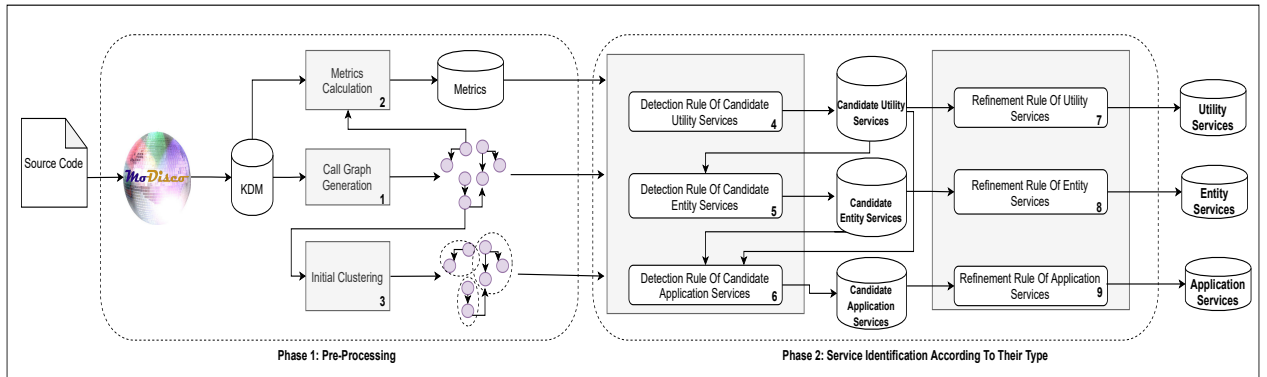 Source Code
MoDisco
KDM
Metrics
Calculation
2
Metrics
Call Graph
Generation
1
Initial Clustering
3
Phase 1: Pre-Processing
Detection Rule Of Candidate
Utility Services
4
Candidate Utility
Services
Refinement Rule Of Utility
Services
7
Utility
Services
Detection Rule Of Candidate
Entity Services
5
Candidate
Entity Services
Refinement Rule Of Entity
Services
8
Entity
Services
Detection Rule Of Candidate
Application Services
6
Candidate
Application
Services
Refinement Rule Of Application
Services
9
Application
Services
Phase 2: Service Identification According To Their Type